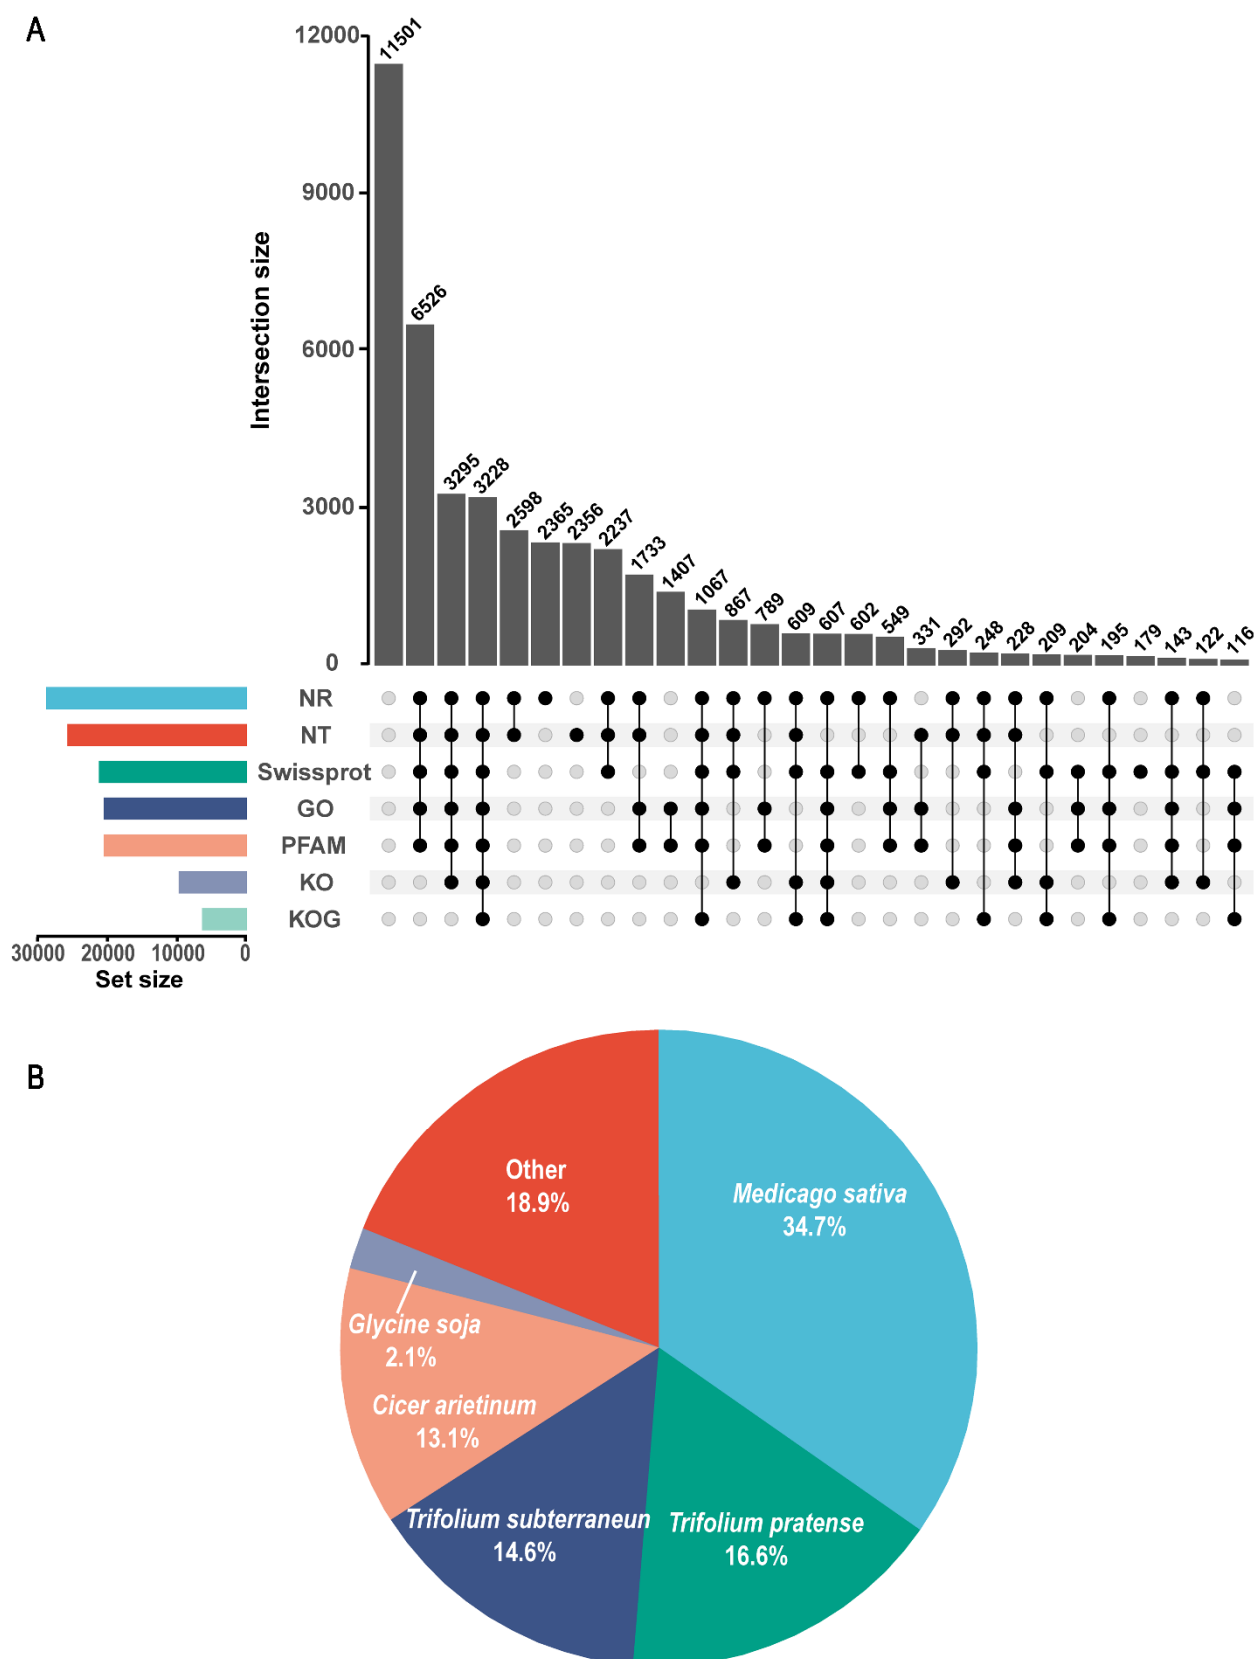 A
12000
9000
6000
3000
0
Intersection size
11501
6526
3295
3228
2598
2365
2356
2237
1733
1407
1067
867
789
609
607
602
549
331
292
248
228
209
204
195
179
143
122
116
NR
NT
Swissprot
GO
PFAM
KO
KOG
30000 20000 10000 0
Set size
B
Other
18.9%
Medicago sativa
34.7%
Glycine soja
2.1%
Cicer arietinum
13.1%
Trifolium subterraneun
14.6%
Trifolium pratense
16.6%